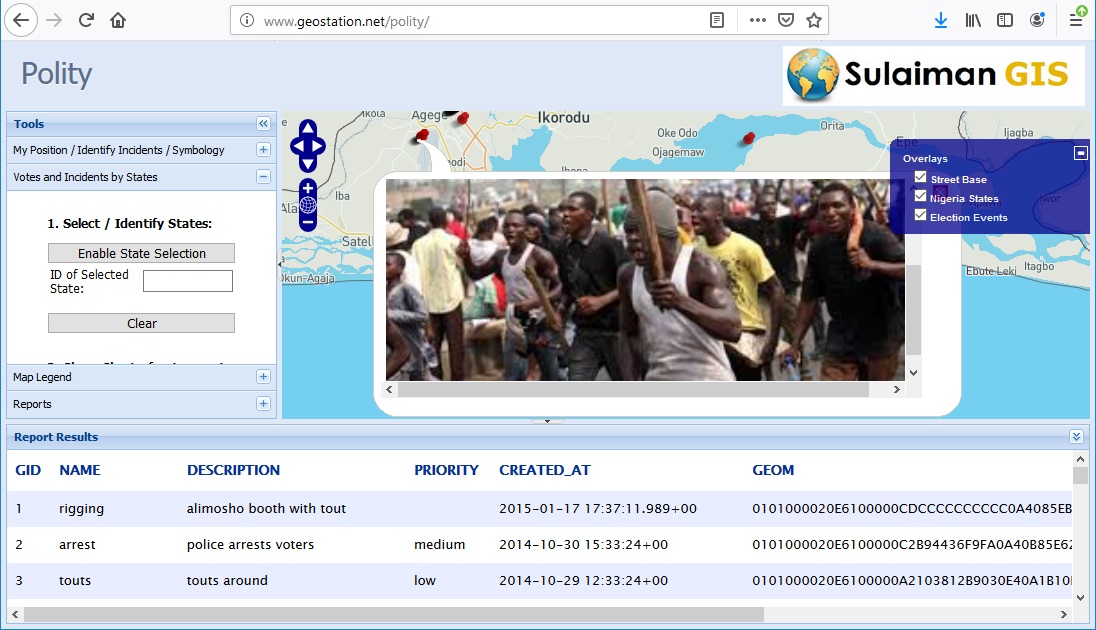 www.geostation.net/polity/
Polity
Sulaiman GIS
Tools
My Position / Identify Incidents / Symbology
Votes and Incidents by States
1. Select / Identify States:
Enable State Selection
ID of Selected
State:
Clear
Map Legend
Reports
Ikola
Agege
Ikorodu
Oke Odo
Ojagemaw
Orita
Epe
Ijagba
Iba
Satel
Okun-Agaja
Iwor
Ebute Leki
Itagbo
Overlays
Street Base
Nigeria States
Election Events
Report Results
GID NAME DESCRIPTION PRIORITY CREATED_AT GEOM
1 rigging alimosho booth with tout 2015-01-17 17:37:11.989+00 0101000020E6100000CDCCCCCCCCCC0A4085EB
2 arrest police arrests voters medium 2014-10-30 15:33:24+00 0101000020E6100000C2B94436F9FA0A40B85E62
3 touts touts around low 2014-10-29 12:33:24+00 0101000020E6100000A2103812B9030E40A1B10